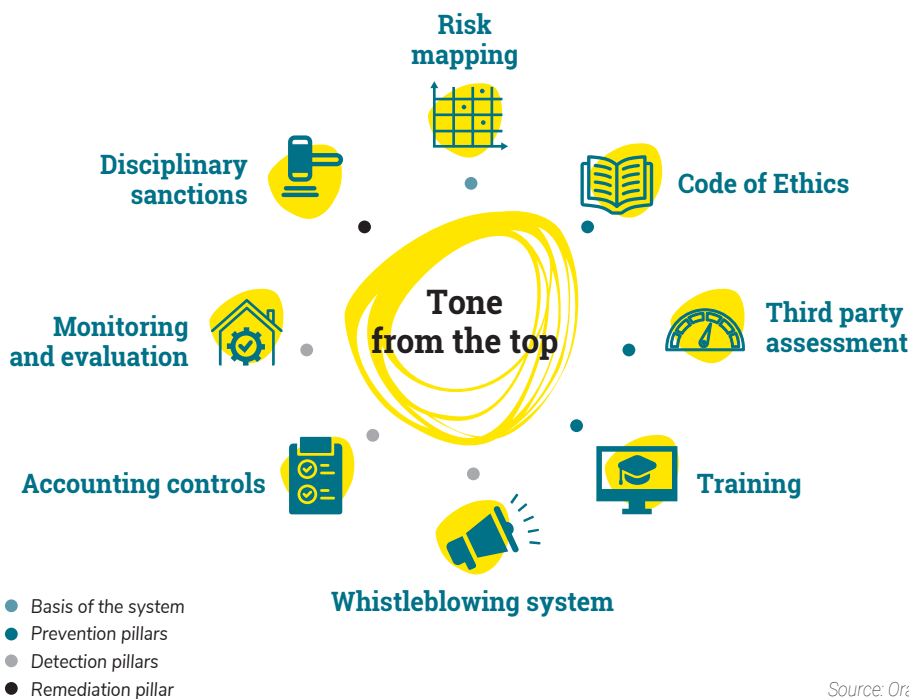 Risk
mapping
Disciplinary
sanctions
Code of Ethics
Tone
from the top
Third party
assessment
Monitoring
and evaluation
Accounting controls
Training
Whistleblowing system
Basis of the system
Prevention pillars
Detection pillars
Remediation pillar
Source: